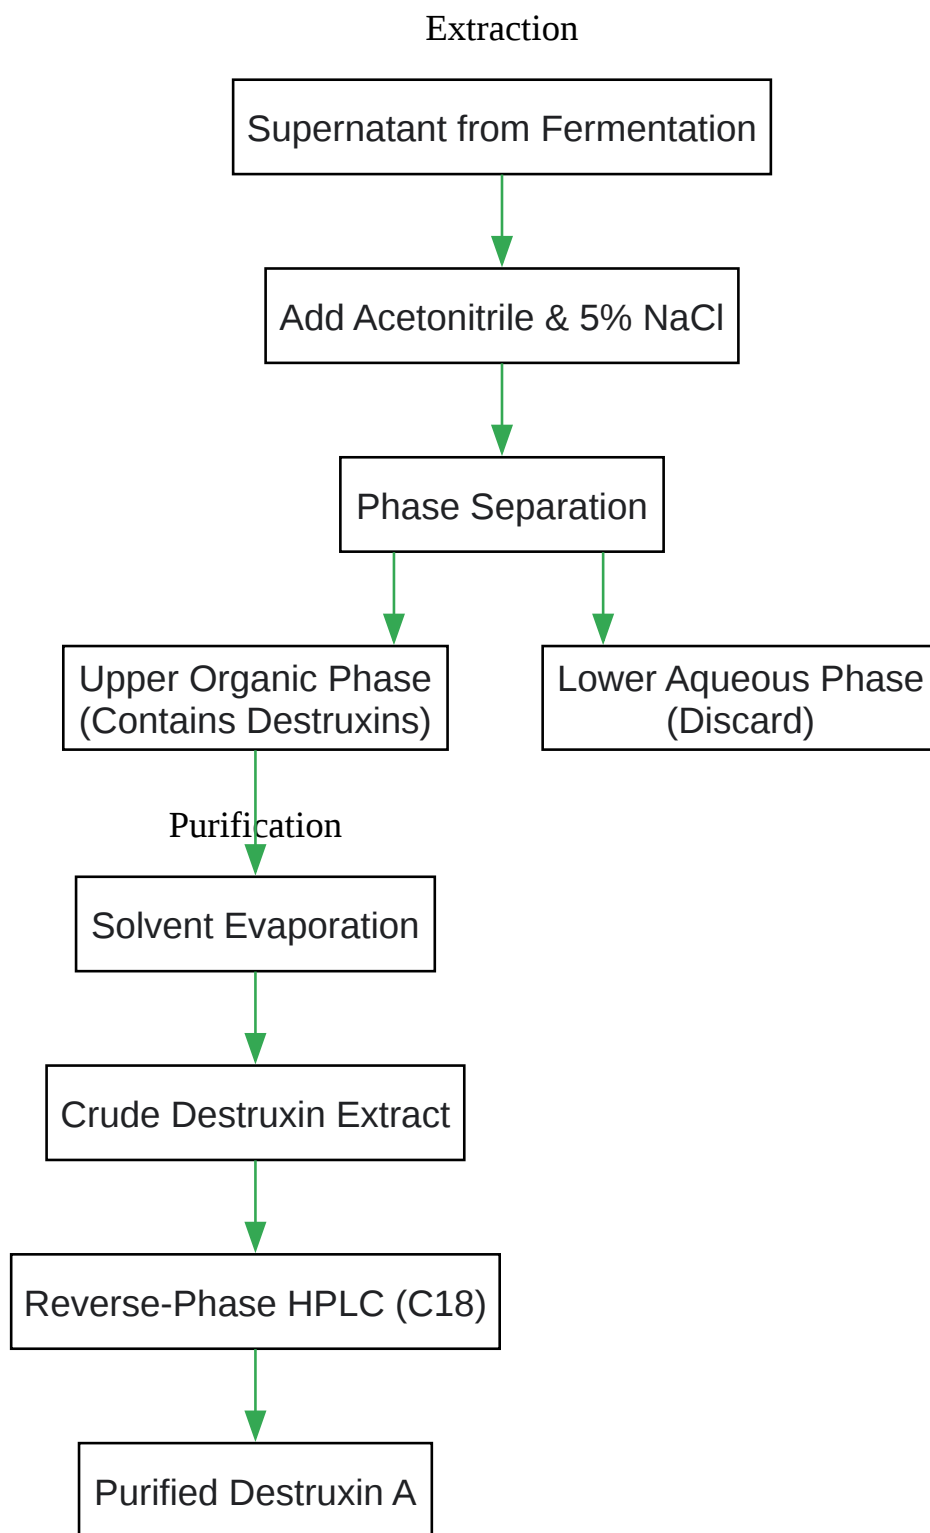 Extraction
Supernatant from Fermentation
Add Acetonitrile & 5% NaCl
Phase Separation
Upper Organic Phase
(Contains Destruxins)
Lower Aqueous Phase
(Discard)
Purification
Solvent Evaporation
Crude Destruxin Extract
Reverse-Phase HPLC (C18)
Purified Destruxin A